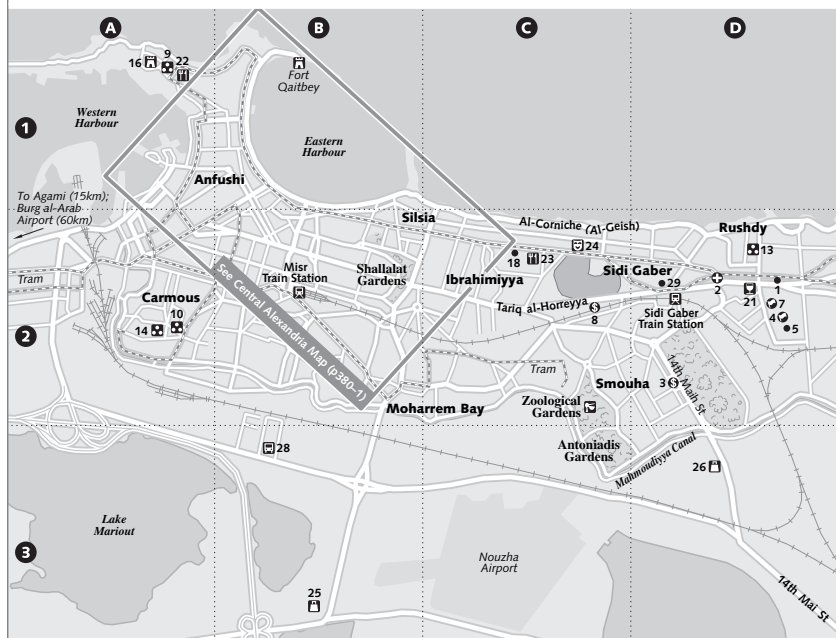 A
B
C
D
1
2
3
16
9
22
Fort
Qaitbey
Western
Harbour
Eastern
Harbour
Anfushi
To Agami (15km);
Burg al-Arab
Airport (60km)
Silsia
Al-Corniche (Al-Geish)
Rushdy
24
13
18
23
Sidi Gaber
29
Misr
Train Station
Shallalat
Gardens
Ibrahimiyya
Tram
Carmous
See Central Alexandria Map (p380–1)
Tariq al-Horreyya
8
Sidi Gaber
Train Station
2
21
1
7
4
5
14
10
Tram
Smouha
3
14th Maih St
Zoological
Gardens
Moharrem Bay
Antoniadis
Gardens
Mahmoudiyya Canal
28
26
Lake
Mariout
Nouzha
Airport
25
14th Mai St